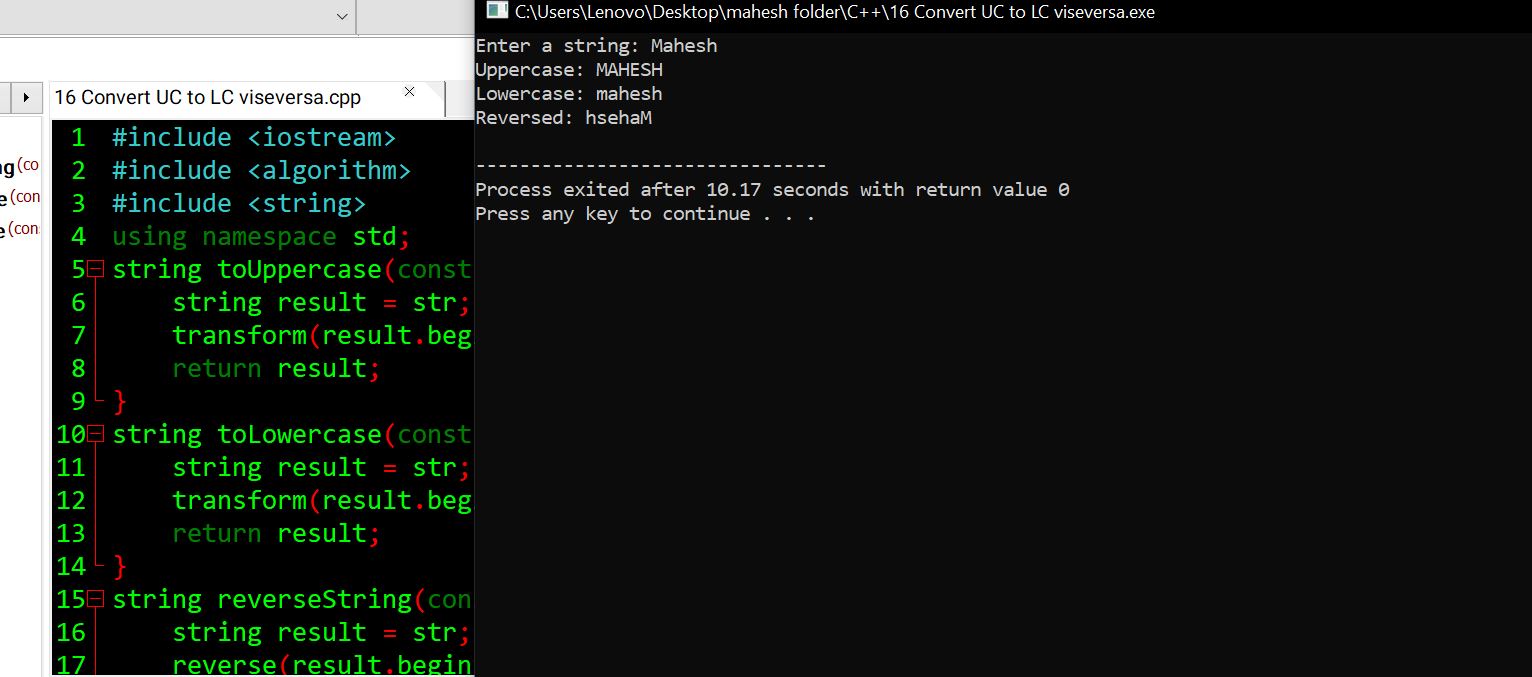 C:\Users\Lenovo\Desktop\mahesh folder\C++\16 Convert UC to LC viseversa.exe
Enter a string: Mahesh
Uppercase: MAHESH
Lowercase: mahesh
Reversed: hsehaM
--------------------------------
Process exited after 10.17 seconds with return value 0
Press any key to continue . . .
16 Convert UC to LC viseversa.cpp
ng(co
e(con
e(con
1 #include <iostream>
2 #include <algorithm>
3 #include <string>
4 using namespace std;
5 string toUppercase(const
6 string result = str;
7 transform(result.beg
8 return result;
9 }
10 string toLowercase(const
11 string result = str;
12 transform(result.beg
13 return result;
14 }
15 string reverseString(con
16 string result = str;
17 reverse(result.begin